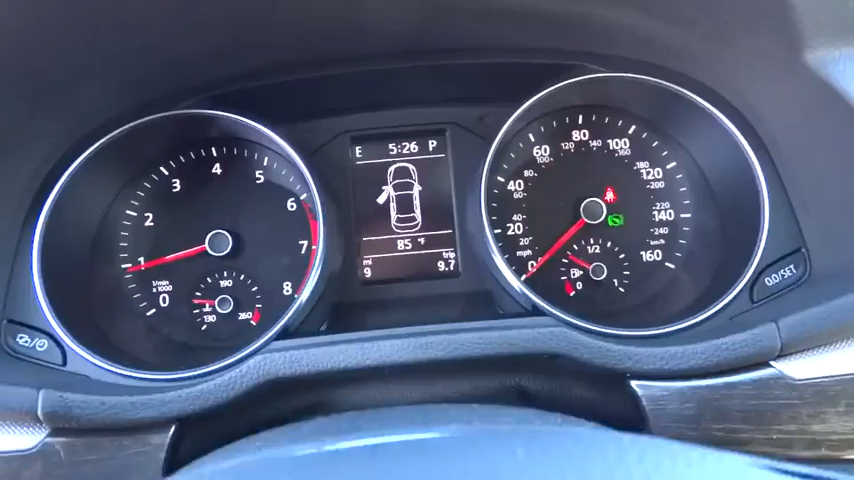 E 5:26 P
85 °F
mi trip
9 9.7
0 1 2 3 4 5 6 7 8
1/min
x 1000
130 190 260
0 20 40 60 80 100 120 140 160
mph
20 40 60 80 100 120 140 160 180 200 220 240
km/h
0 1/2 1
0.0/SET